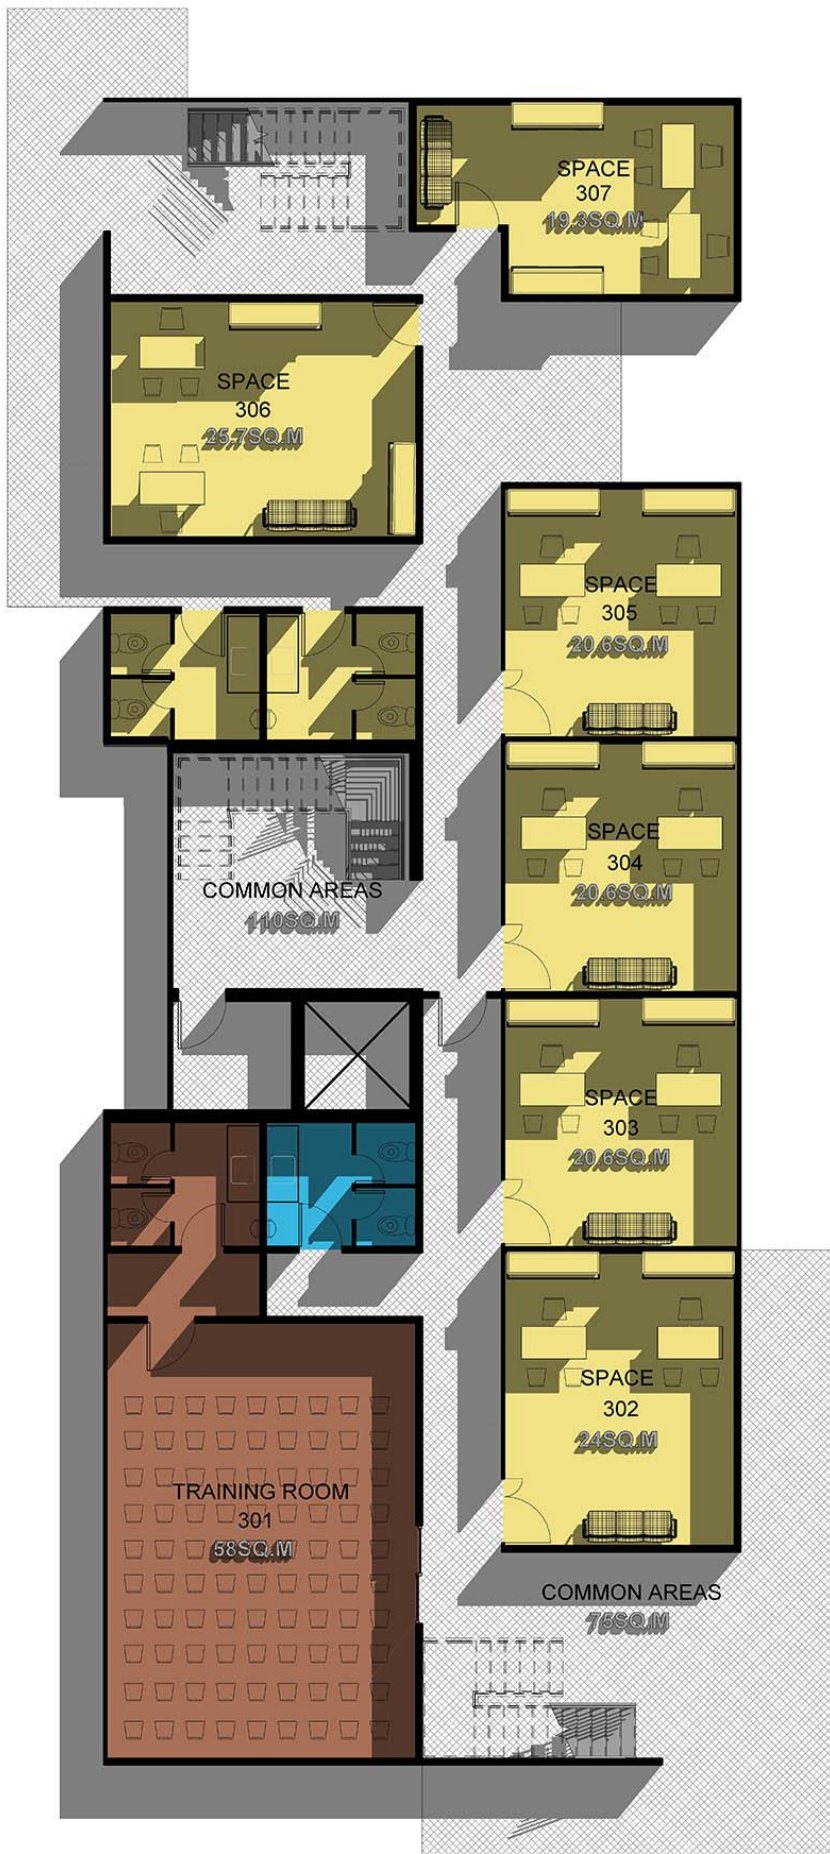 SPACE
307
19.3SQ.M
SPACE
306
25.7SQ.M
SPACE
305
20.6SQ.M
SPACE
304
20.6SQ.M
COMMON AREAS
110SQ.M
SPACE
303
20.6SQ.M
SPACE
302
24SQ.M
TRAINING ROOM
301
58SQ.M
COMMON AREAS
75SQ.M